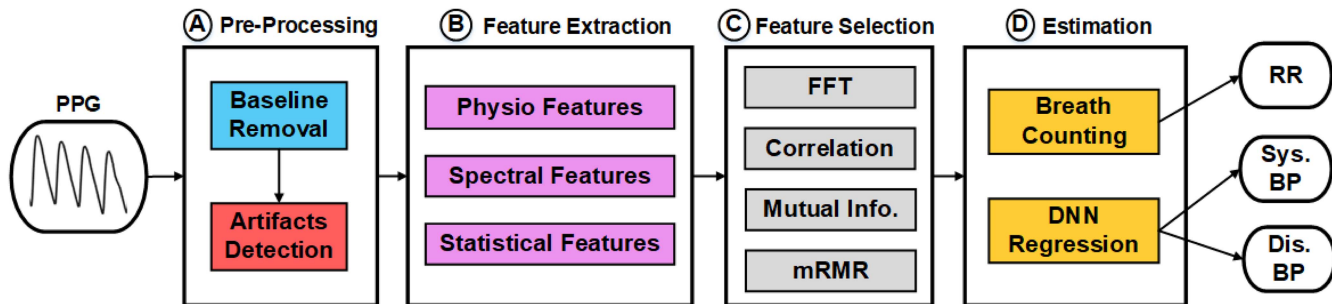 A Pre-Processing
B Feature Extraction
C Feature Selection
D Estimation
PPG
Baseline
Removal
Artifacts
Detection
Physio Features
Spectral Features
Statistical Features
FFT
Correlation
Mutual Info.
mRMR
Breath
Counting
DNN
Regression
RR
Sys.
BP
Dis.
BP